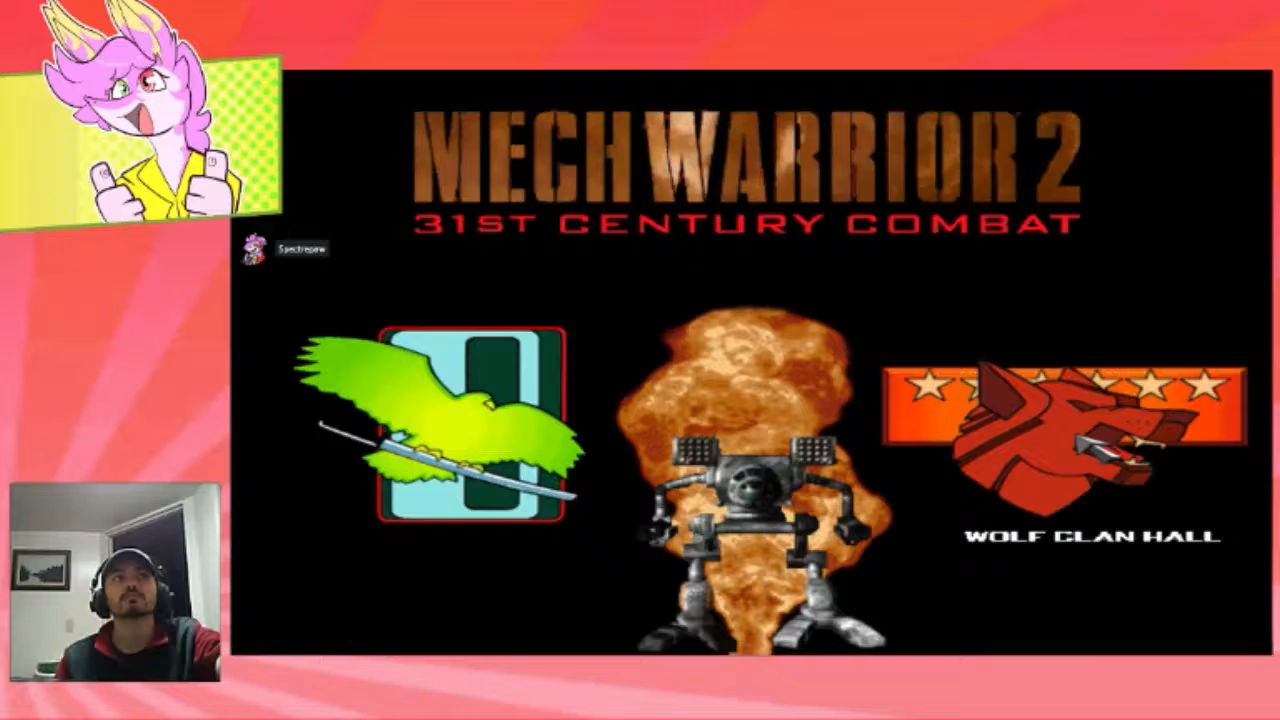 MECHWARRIOR 2
31ST CENTURY COMBAT
Spectrepaw
WOLF CLAN HALL